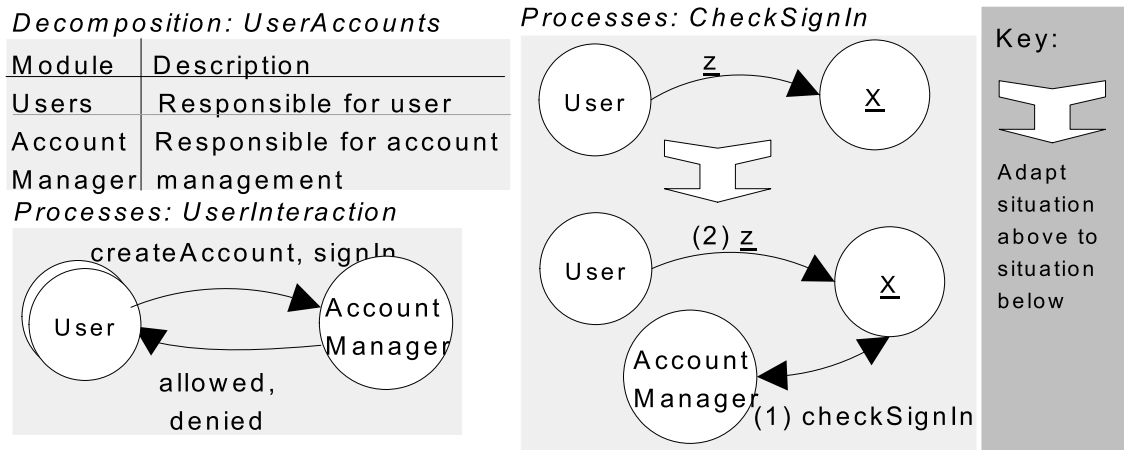 Decomposition: UserAccounts
Module Description
Users Responsible for user
Account Responsible for account
Manager management
Processes: UserInteraction
createAccount, signIn
User
Account
Manager
allowed,
denied
Processes: CheckSignIn
z
User
X
(2) z
User
X
Account
Manager
(1) checkSignIn
Key:
Adapt
situation
above to
situation
below